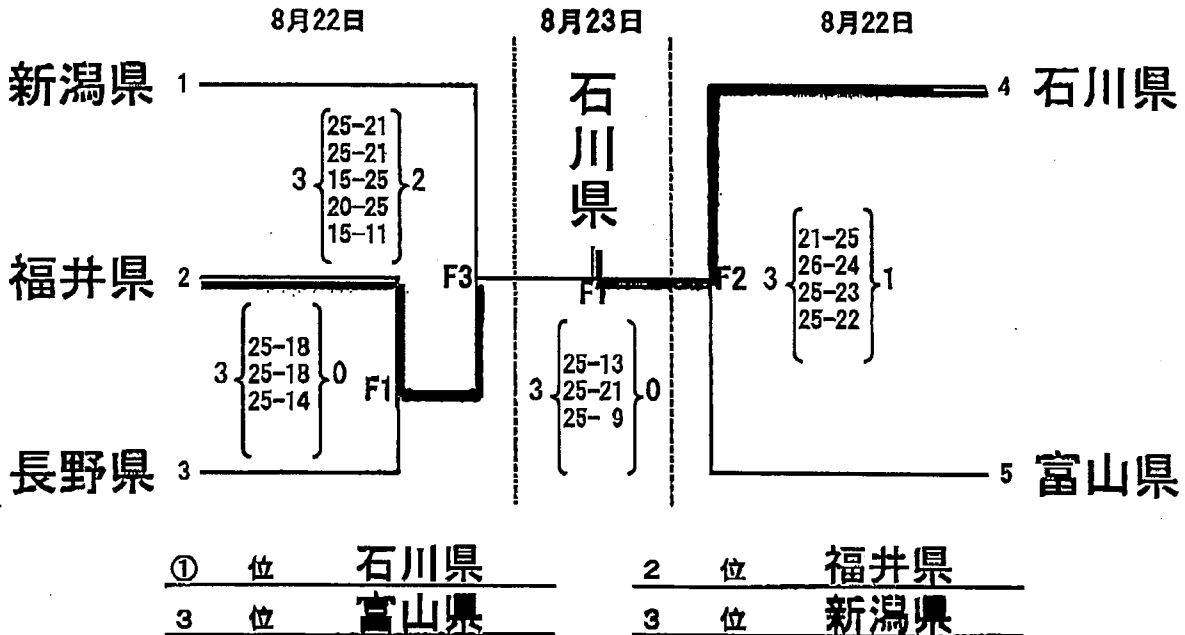 8月22日 8月23日 8月22日
新潟県 1
石川県
4 石川県
3 25-21 2
25-21
15-25
20-25
15-11
福井県 2
F3
F1
F2
3 21-25 1
26-24
25-23
25-22
3 25-18 0
25-18
25-14
F1
3 25-13 0
25-21
25- 9
長野県 3
5 富山県
① 位 石川県 2 位 福井県
3 位 富山県 3 位 新潟県